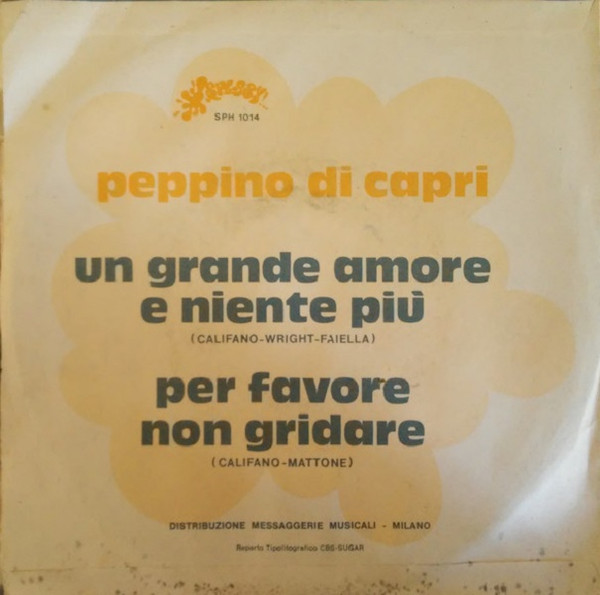 SPLASH
SPH 1014
peppino di capri
un grande amore
e niente più
(CALIFANO-WRIGHT-FAIELLA)
per favore
non gridare
(CALIFANO-MATTONE)
DISTRIBUZIONE MESSAGGERIE MUSICALI - MILANO
Reparto Tipolitografico CBS-SUGAR